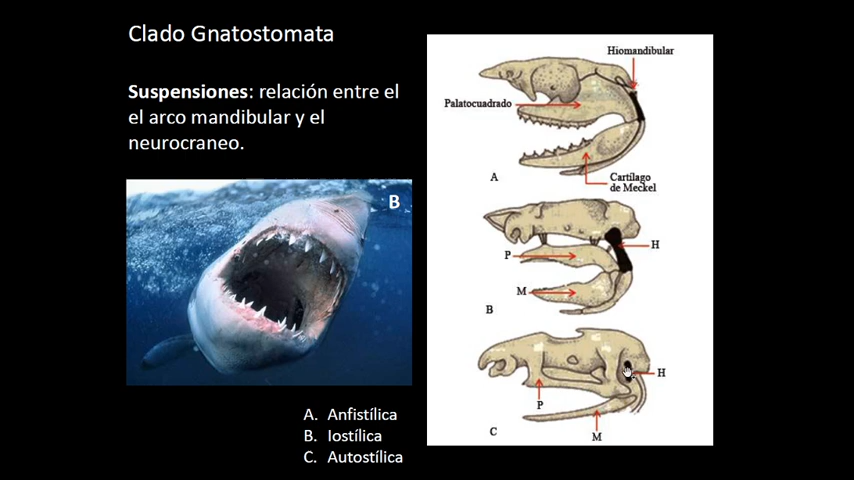 Clado Gnatostomata
Suspensiones: relación entre el
el arco mandibular y el
neurocraneo.
B
A. Anfistílica
B. Iostílica
C. Autostílica
Hiomandibular
Palatocuadrado
A
Cartílago
de Meckel
H
P
M
B
H
P
C
M